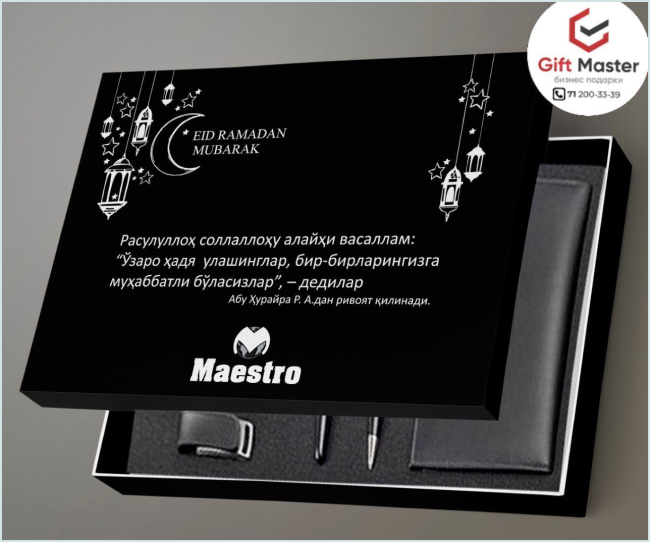 Gift Master
бизнес подарки
71 200-33-39
EID RAMADAN
MUBARAK
Расулуллоҳ соллаллоҳу алайҳи васаллам:
“Ўзаро ҳадя улашинглар, бир-бирларингизга
муҳаббатли бўласизлар”, – дедилар
Абу Ҳурайра Р. А.дан ривоят қилинади.
Maestro